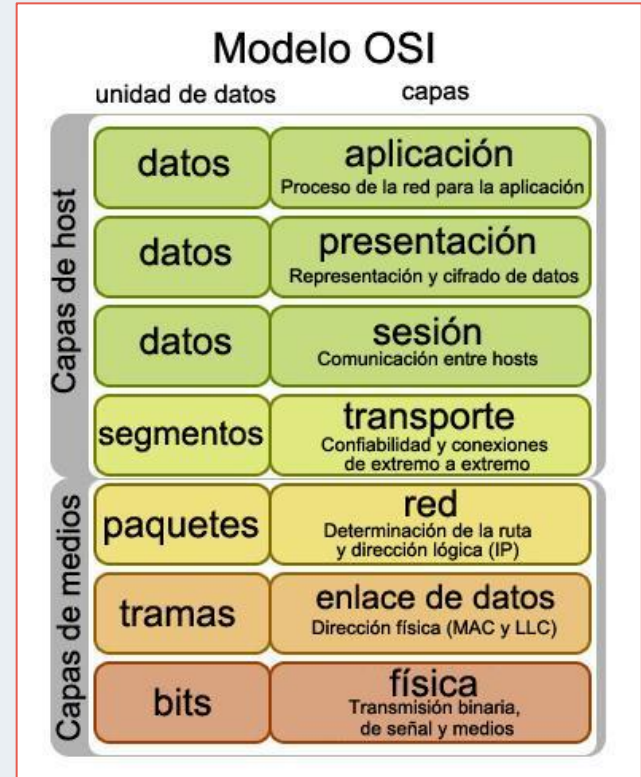 Modelo OSI
unidad de datos
capas
Capas de host
datos
aplicación
Proceso de la red para la aplicación
datos
presentación
Representación y cifrado de datos
datos
sesión
Comunicación entre hosts
segmentos
transporte
Confiabilidad y conexiones
de extremo a extremo
Capas de medios
paquetes
red
Determinación de la ruta
y dirección lógica (IP)
tramas
enlace de datos
Dirección física (MAC y LLC)
bits
física
Transmisión binaria,
de señal y medios